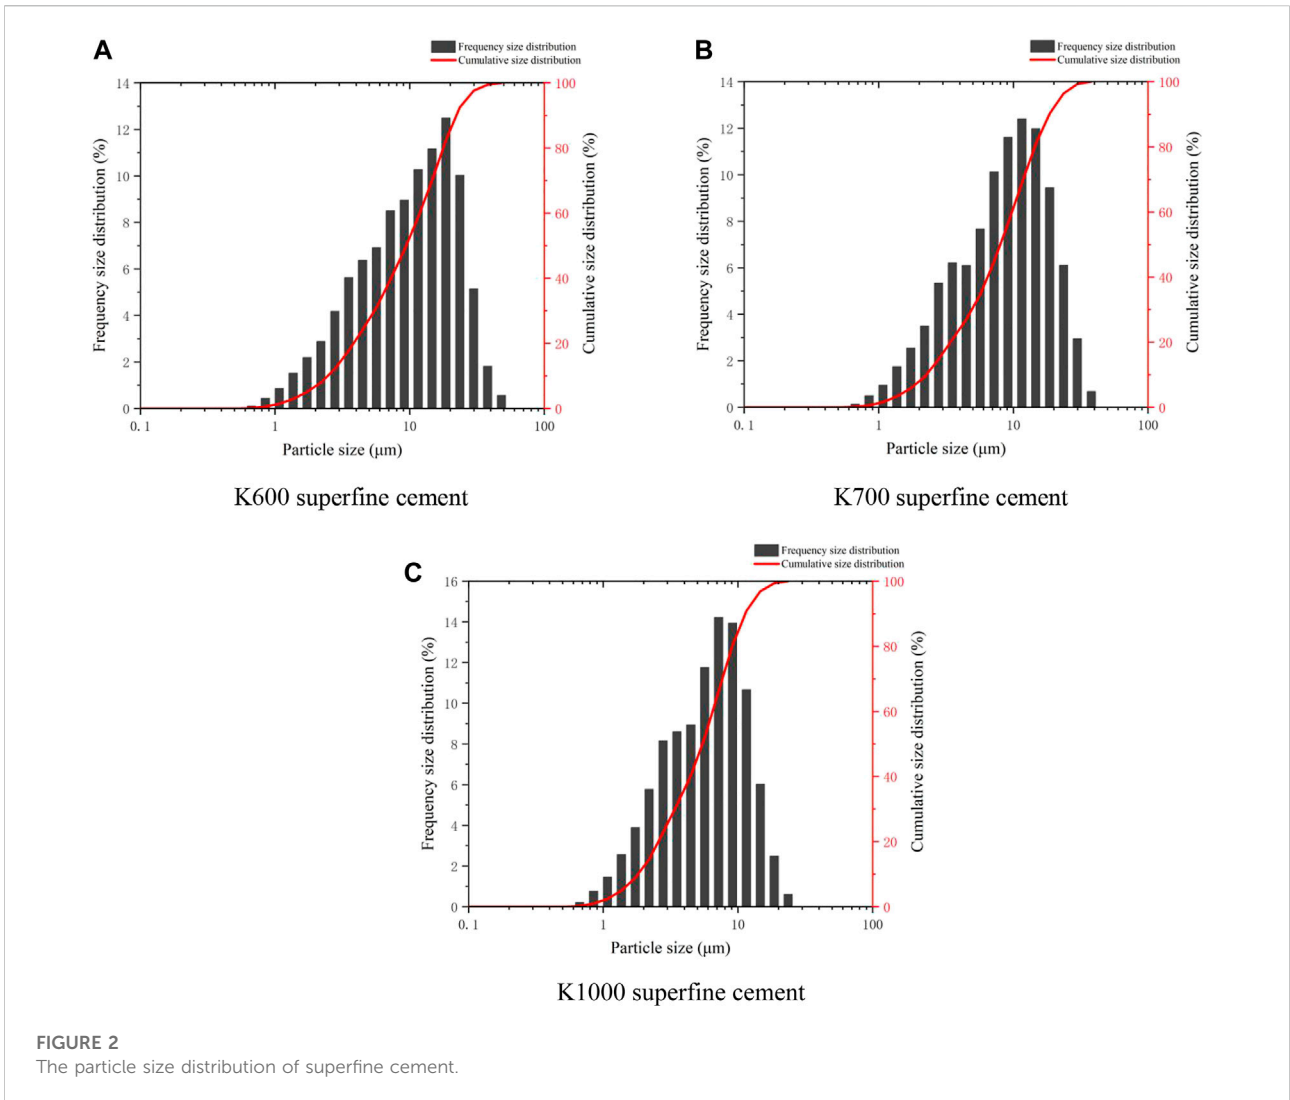 A
Frequency size distribution
Cumulative size distribution
14
12
10
8
6
4
2
0
100
80
60
40
20
0
0.1
1
10
100
Frequency size distribution (%)
Cumulative size distribution (%)
Particle size (μm)
K600 superfine cement
B
Frequency size distribution
Cumulative size distribution
14
12
10
8
6
4
2
0
100
80
60
40
20
0
0.1
1
10
100
Frequency size distribution (%)
Cumulative size distribution (%)
Particle size (μm)
K700 superfine cement
C
Frequency size distribution
Cumulative size distribution
16
14
12
10
8
6
4
2
0
100
80
60
40
20
0
0.1
1
10
100
Frequency size distribution (%)
Cumulative size distribution (%)
Particle size (μm)
K1000 superfine cement
FIGURE 2
The particle size distribution of superfine cement.